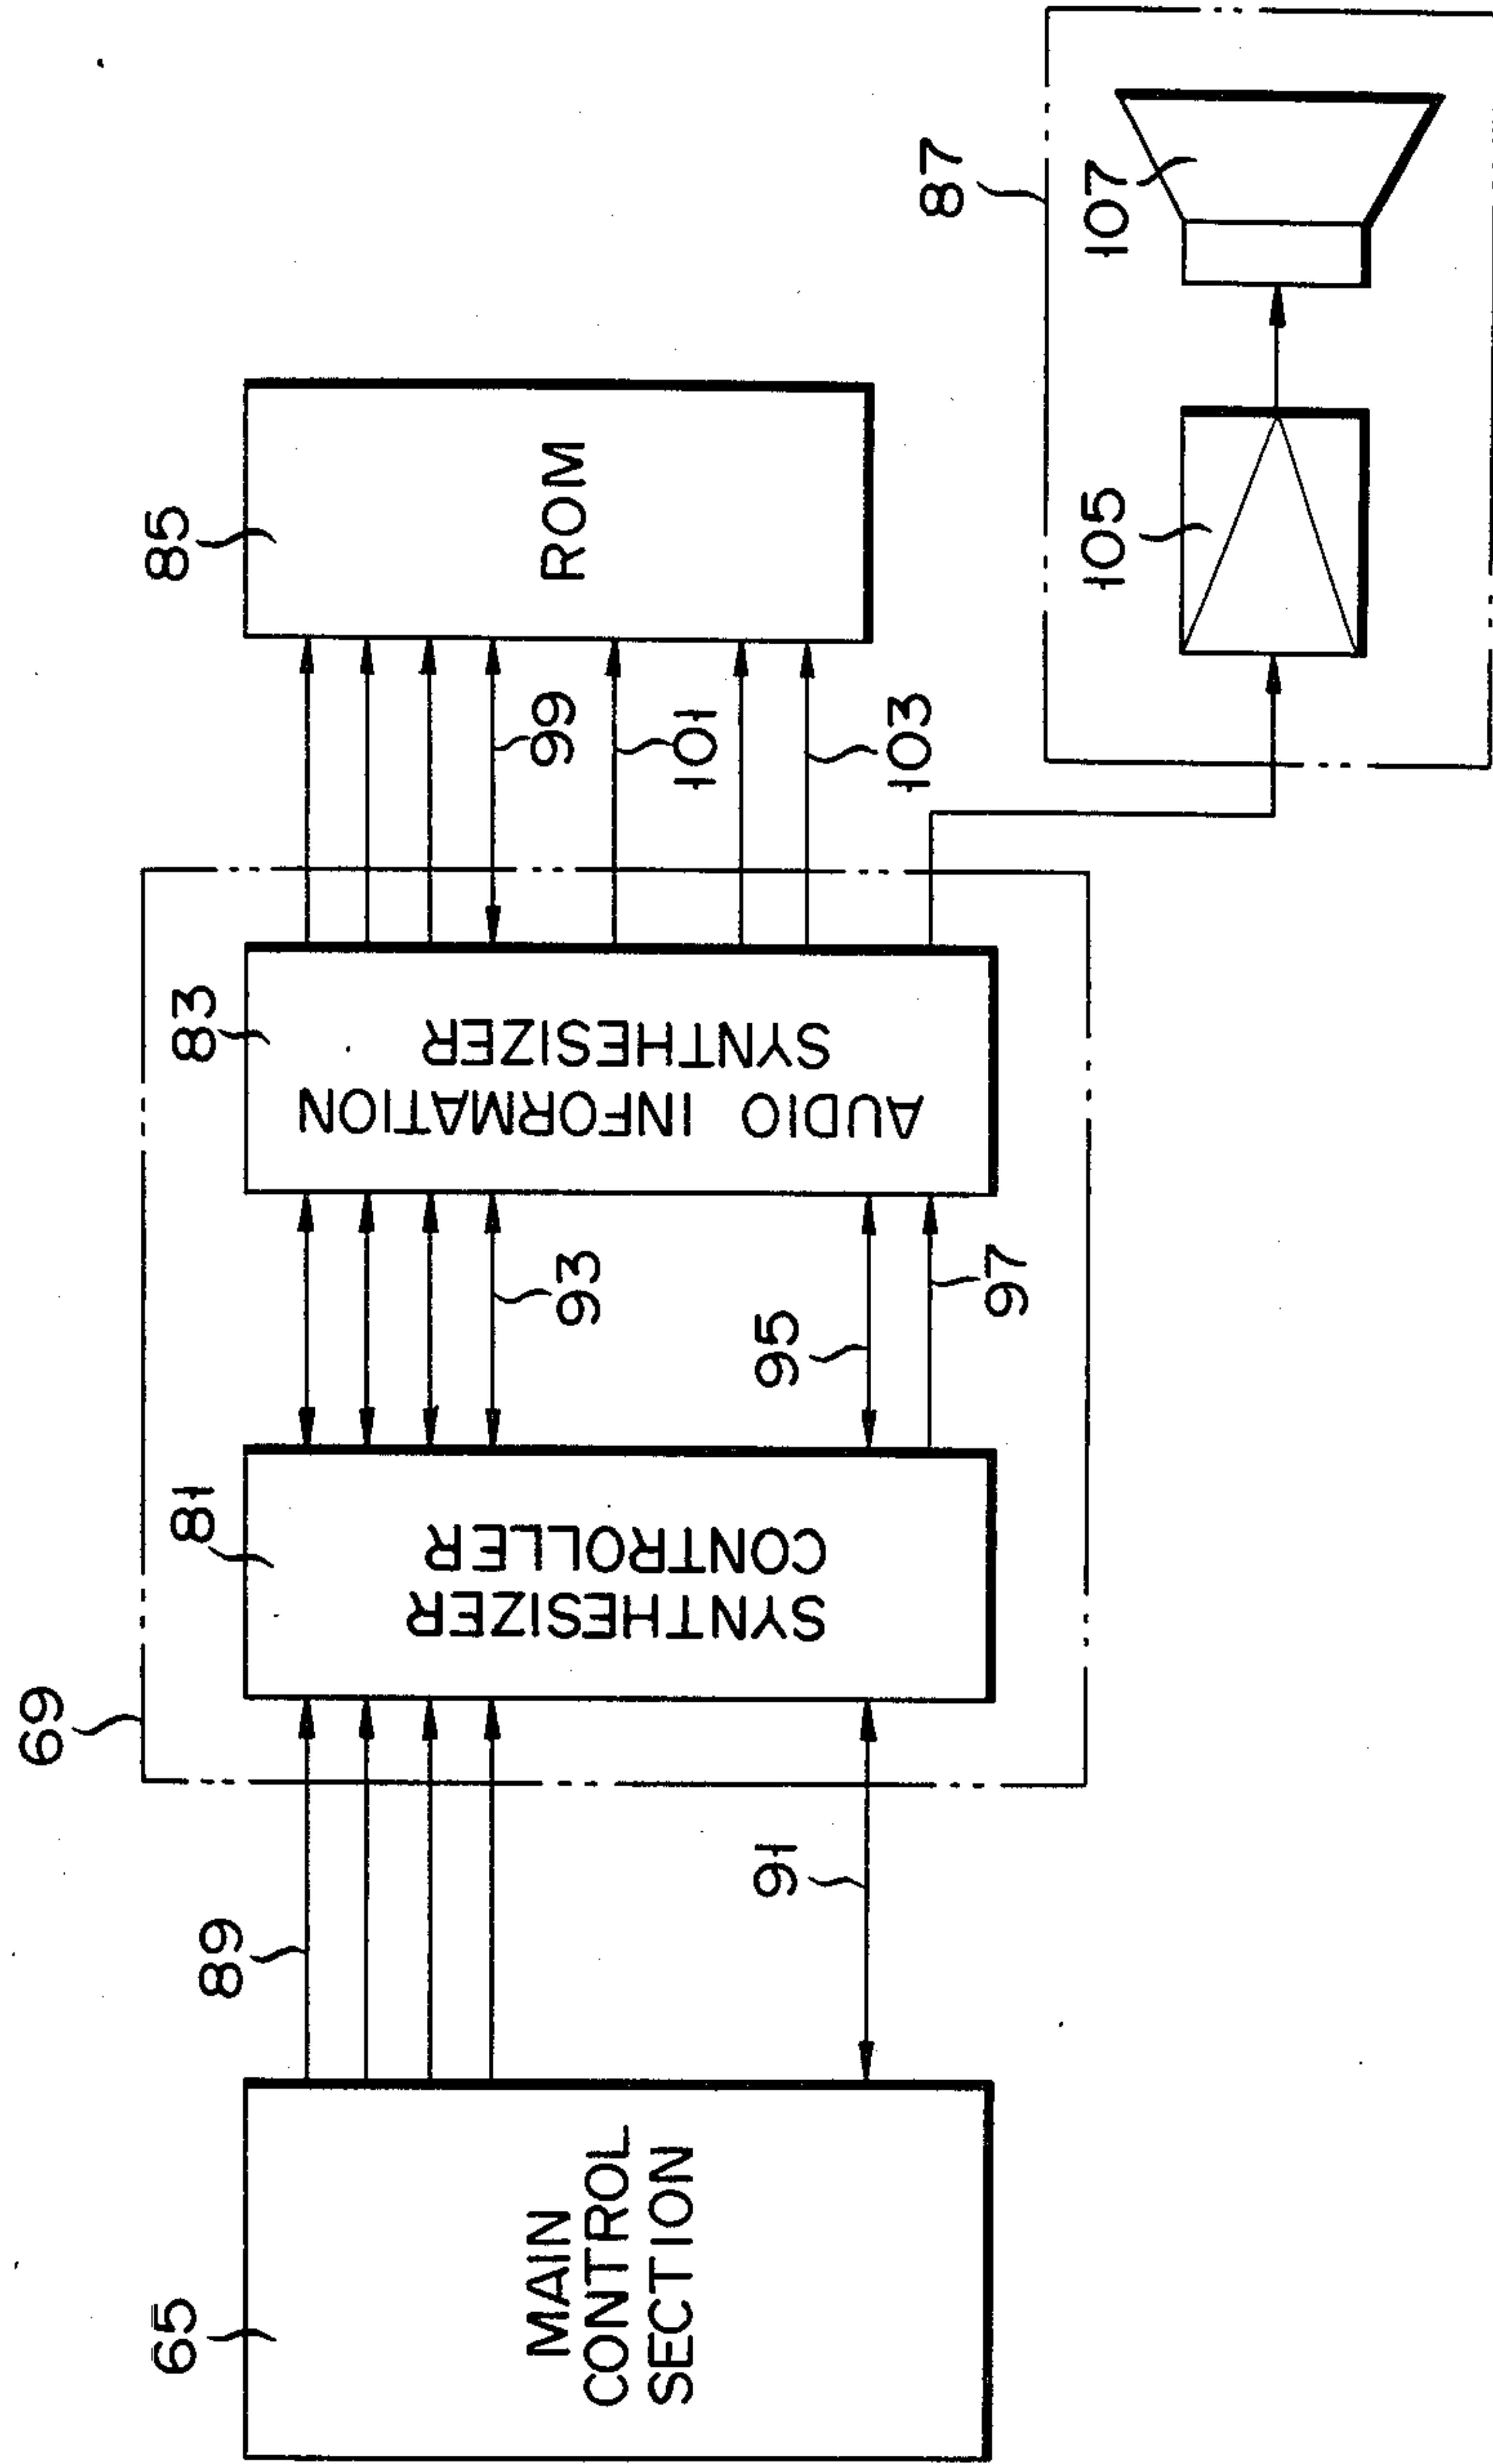 65
MAIN
CONTROL
SECTION
89
91
69
81
SYNTHESIZER
CONTROLLER
93
95
97
83
AUDIO INFORMATION
SYNTHESIZER
99
101
103
85
ROM
87
105
107